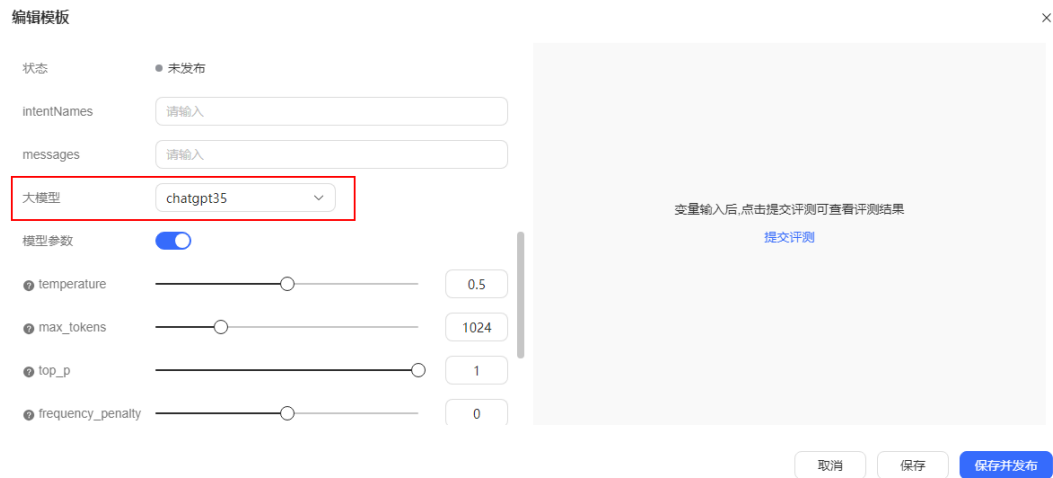 编辑模板
状态 未发布
intentNames 请输入
messages 请输入
大模型 chatgpt35
模型参数
temperature 0.5
max_tokens 1024
top_p 1
frequency_penalty 0
变量输入后,点击提交评测可查看评测结果
提交评测
取消 保存 保存并发布